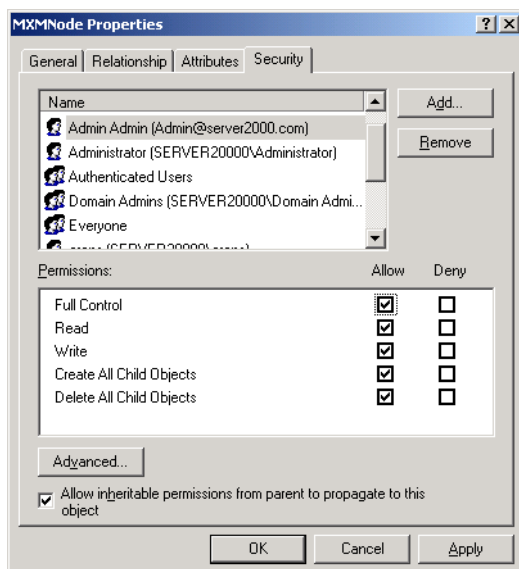 MXMNode Properties
General Relationship Attributes Security
Name
Add...
Admin Admin (Admin@server2000.com)
Administrator (SERVER20000\Administrator)
Remove
Authenticated Users
Domain Admins (SERVER20000\Domain Admi...
Everyone
Permissions: Allow Deny
Full Control
Read
Write
Create All Child Objects
Delete All Child Objects
Advanced...
Allow inheritable permissions from parent to propagate to this
object
OK Cancel Apply